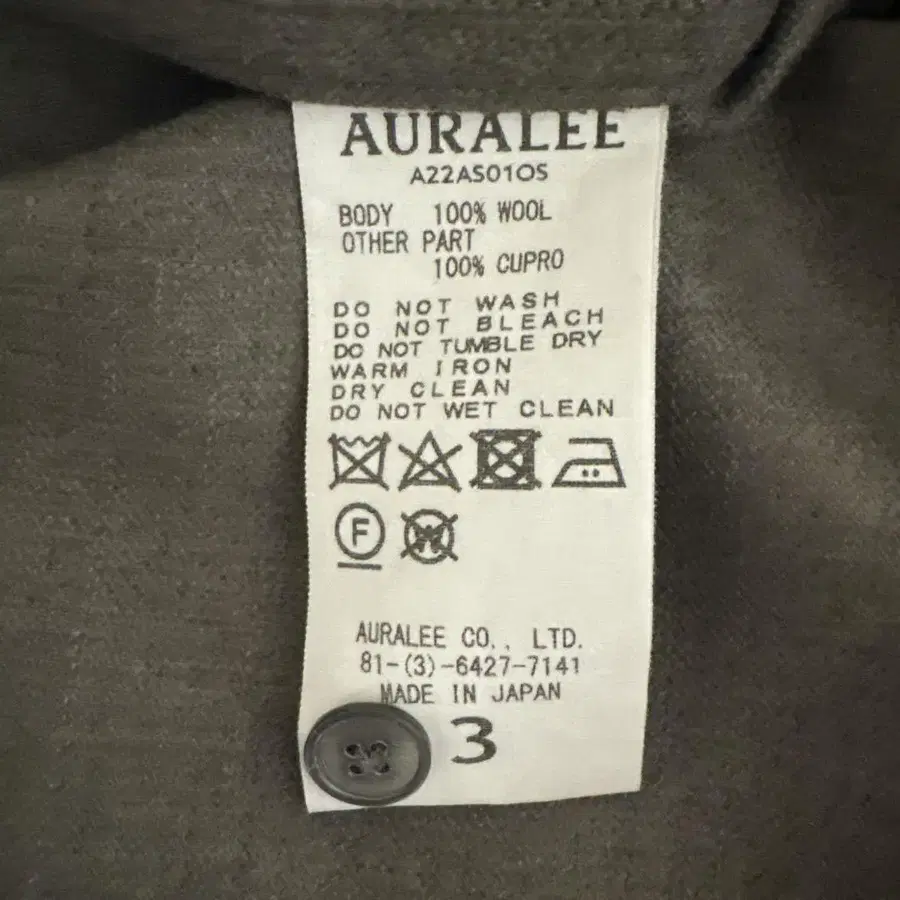 AURALEE
A22AS01OS
BODY 100% WOOL
OTHER PART
100% CUPRO
DO NOT WASH
DO NOT BLEACH
DO NOT TUMBLE DRY
WARM IRON
DRY CLEAN
DO NOT WET CLEAN
F W
AURALEE CO., LTD.
81-(3)-6427-7141
MADE IN JAPAN
3